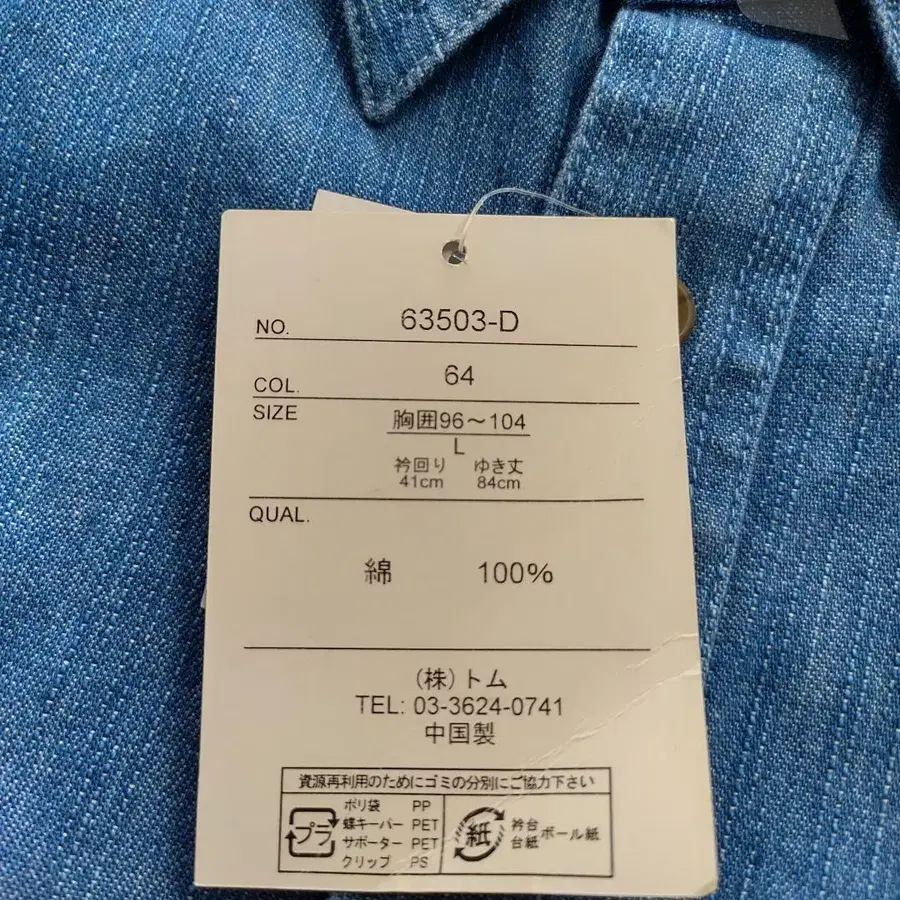 NO. 63503-D
COL. 64
SIZE 胸囲96～104
L
衿回り ゆき丈
41cm 84cm
QUAL.
綿 100%
(株)トム
TEL: 03-3624-0741
中国製
資源再利用のためにゴミの分別にご協力下さい
プラ
ポリ袋 PP
蝶キーパー PET
サポーター PET
クリップ PS
紙
衿台
台紙
ボール紙